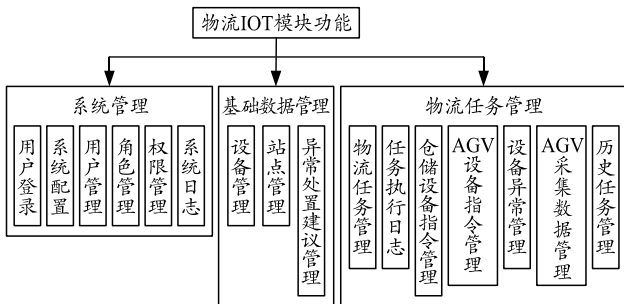 物流IOT模块功能
系统管理
用户登录
系统配置
用户管理
角色管理
权限管理
系统日志
基础数据管理
设备管理
站点管理
异常处置建议管理
物流任务管理
物流任务管理
任务执行日志
仓储设备指令管理
AGV设备指令管理
设备异常管理
AGV采集数据管理
历史任务管理